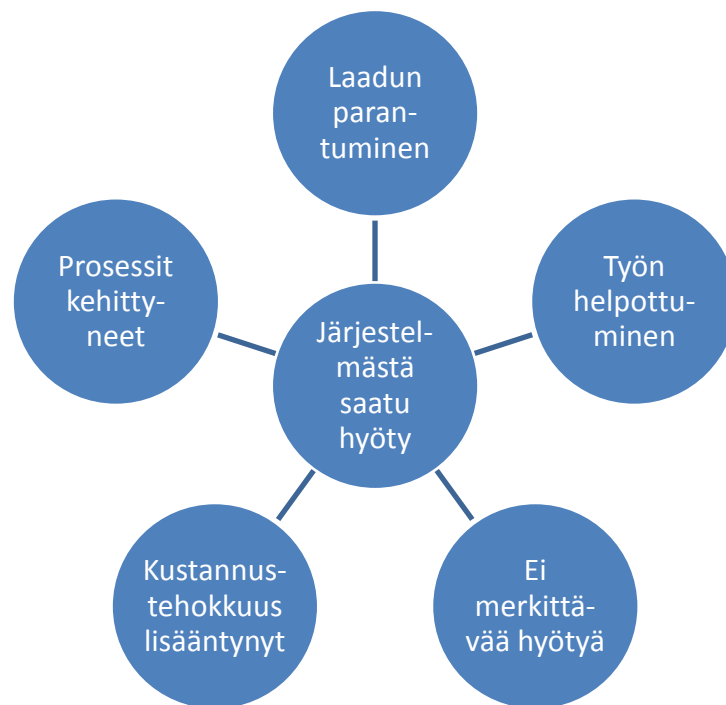 Laadun
paran-
tuminen
Prosessit
kehitty-
neet
Työn
helpottu-
minen
Järjestel-
mästä
saatu
hyöty
Kustannus-
tehokkuus
lisääntynyt
Ei
merkittä-
vää hyötyä